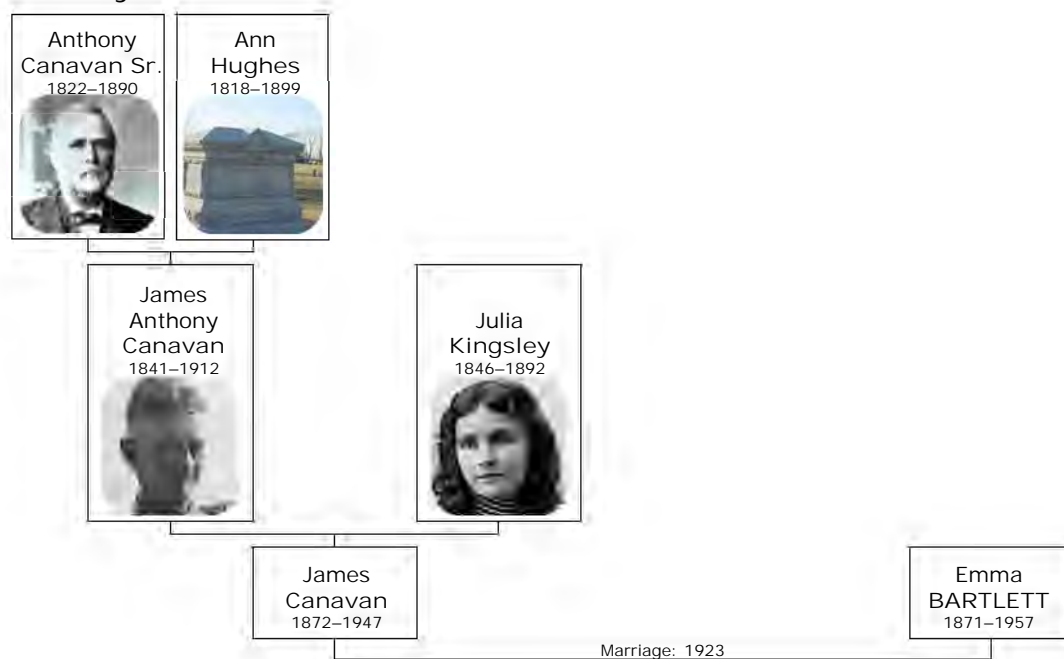 Anthony
Canavan Sr.
1822–1890
Ann
Hughes
1818–1899
James
Anthony
Canavan
1841–1912
Julia
Kingsley
1846–1892
James
Canavan
1872–1947
Emma
BARTLETT
1871–1957
Marriage: 1923